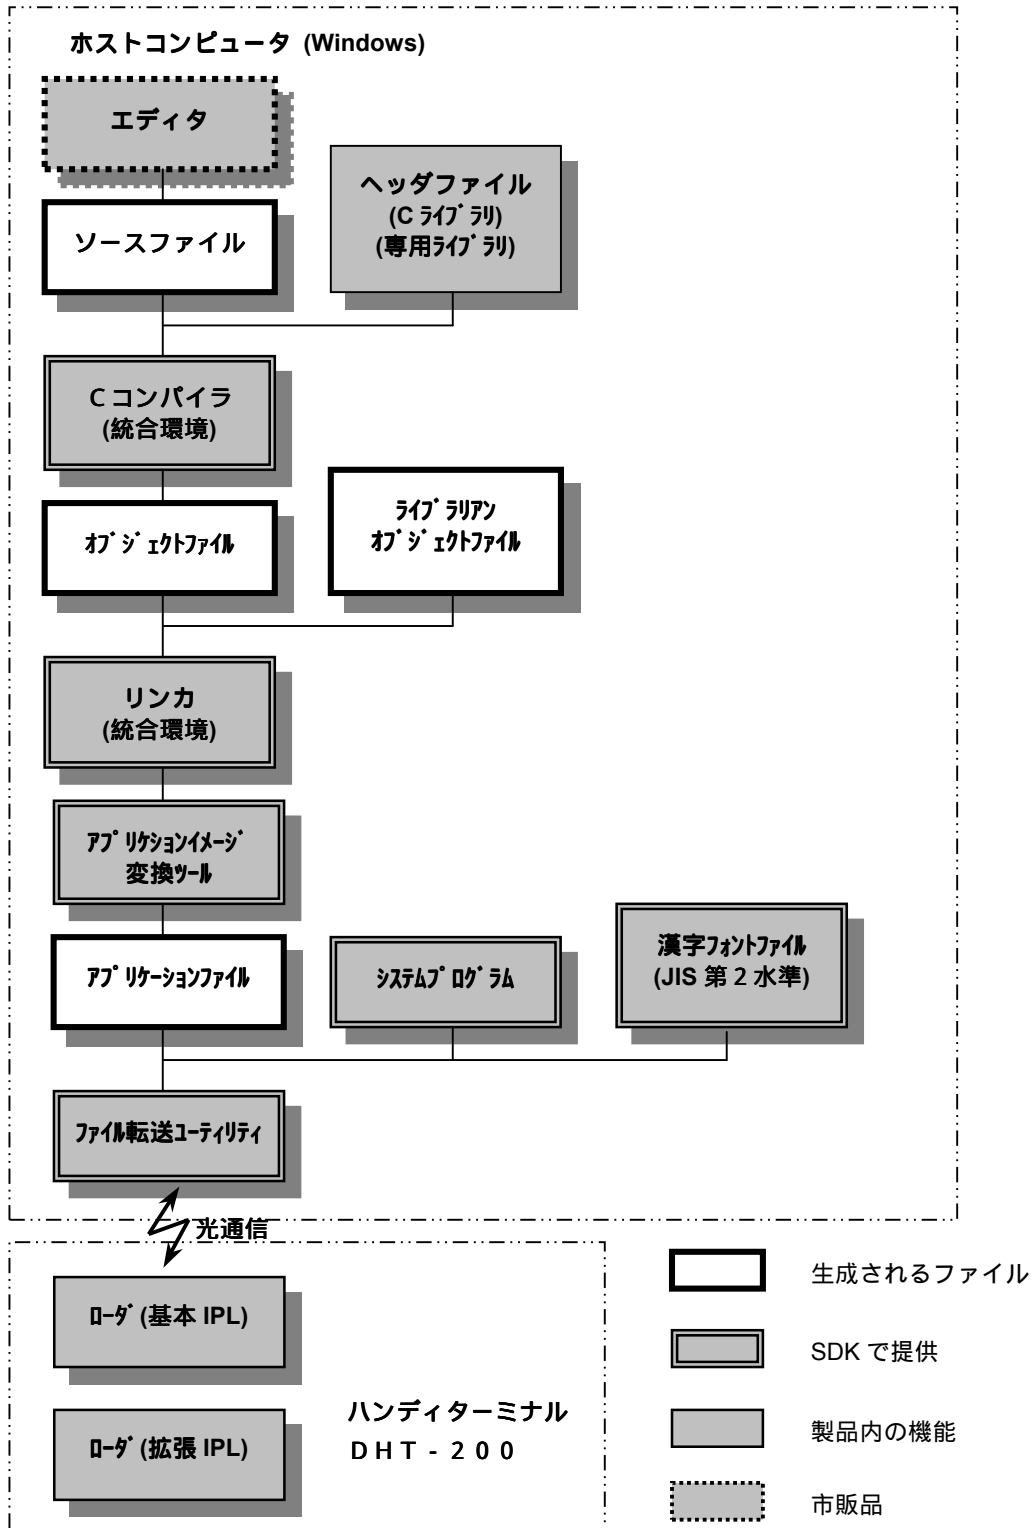 ホストコンピュータ (Windows)
エディタ
ヘッダファイル
(C ﾗｲﾌﾞﾗﾘ)
(専用ﾗｲﾌﾞﾗﾘ)
ソースファイル
Ｃコンパイラ
(統合環境)
ﾗｲﾌﾞﾗﾘｱﾝ
ｵﾌﾞｼﾞｪｸﾄﾌｧｲﾙ
ｵﾌﾞｼﾞｪｸﾄﾌｧｲﾙ
リンカ
(統合環境)
ｱﾌﾟﾘｹｼｮﾝｲﾒｰｼﾞ
変換ﾂｰﾙ
ｱﾌﾟﾘｹｰｼｮﾝﾌｧｲﾙ
ｼｽﾃﾑﾌﾟﾛｸﾞﾗﾑ
漢字ﾌｫﾝﾄﾌｧｲﾙ
(JIS 第２水準)
ﾌｧｲﾙ転送ﾕｰﾃｨﾘﾃｨ
光通信
ﾛｰﾀﾞ(基本 IPL)
ﾛｰﾀﾞ(拡張 IPL)
ハンディターミナル
ＤＨＴ‐２００
生成されるファイル
SDK で提供
製品内の機能
市販品